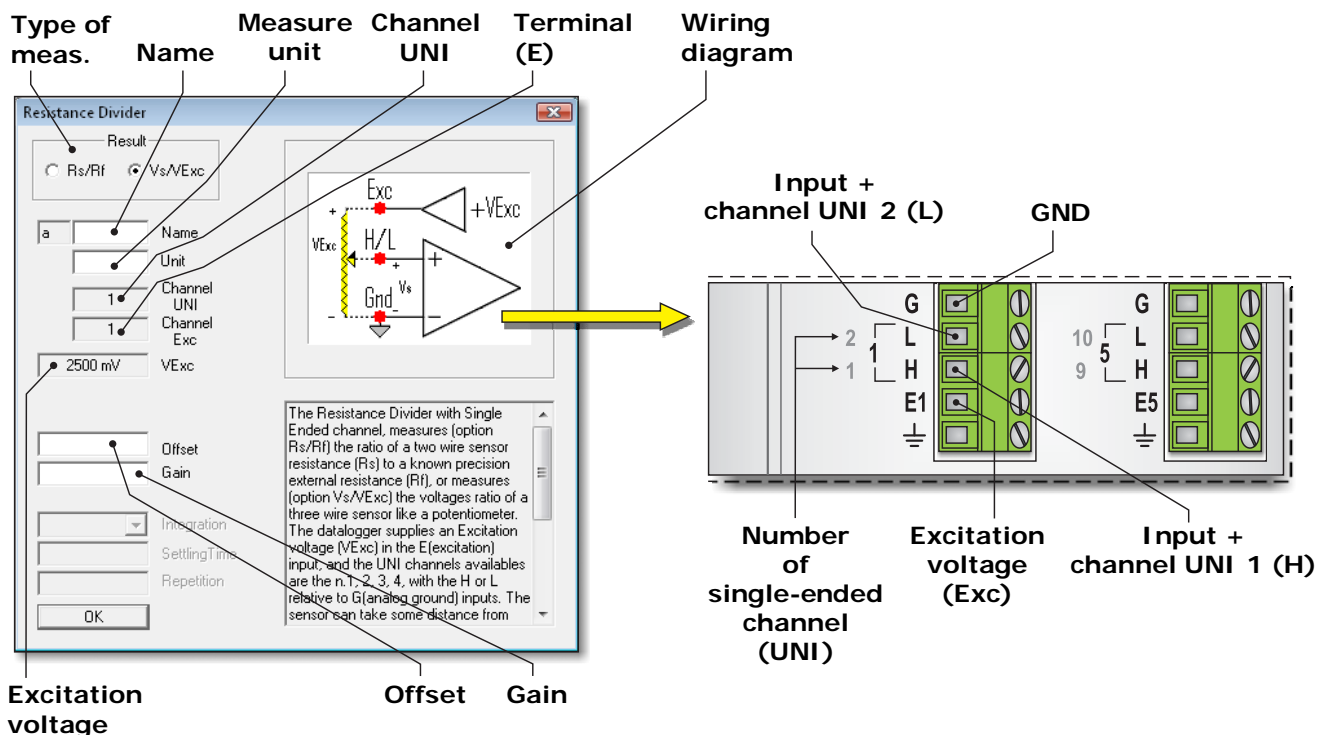 Type of
meas.
Name
Measure
unit
Channel
UNI
Terminal
(E)
Wiring
diagram
Resistance Divider
Result
Rs/Rf
Vs/VExc
a
Name
Unit
1
Channel
UNI
1
Channel
Exc
2500 mV
VExc
Offset
Gain
Integration
SettlingTime
Repetition
OK
Exc
+VExc
+
VExc
H/L
+
+
Gnd
Vs
-
-
−
The Resistance Divider with Single
Ended channel, measures (option
Rs/Rf) the ratio of a two wire sensor
resistance (Rs) to a known precision
external resistance (Rf), or measures
(option Vs/VExc) the voltages ratio of a
three wire sensor like a potentiometer.
The datalogger supplies an Excitation
voltage (VExc) in the E(excitation)
input, and the UNI channels availables
are the n.1, 2, 3, 4, with the H or L
relative to G(analog ground) inputs. The
sensor can take some distance from
Excitation
voltage
Offset
Gain
Input +
channel UNI 2 (L)
GND
G
2
L
1
1
H
E1
G
10
L
5
9
H
E5
Number
of
single-ended
channel
(UNI)
Excitation
voltage
(Exc)
Input +
channel UNI 1 (H)